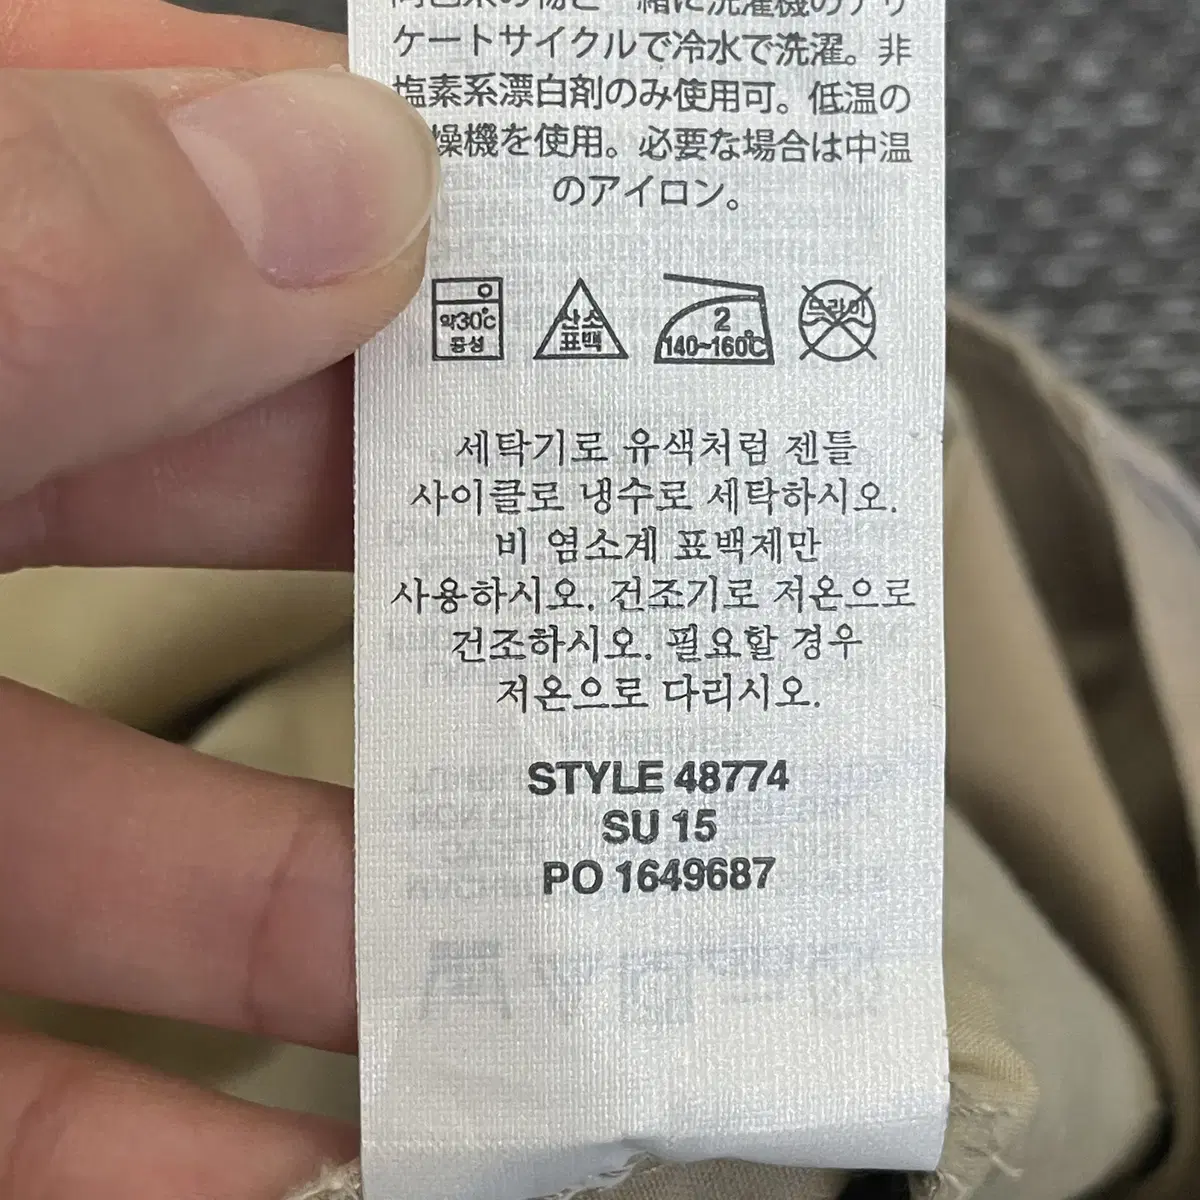 ケートサイクルで冷水で洗濯。非
塩素系漂白剤のみ使用可。低温の
燥機を使用。必要な場合は中温
のアイロン。
약30℃
중성
산소
표백
2
140~160℃
드라이
세탁기로 유색처럼 젠틀
사이클로 냉수로 세탁하시오.
비 염소계 표백제만
사용하시오. 건조기로 저온으로
건조하시오. 필요할 경우
저온으로 다리시오.
STYLE 48774
SU 15
PO 1649687